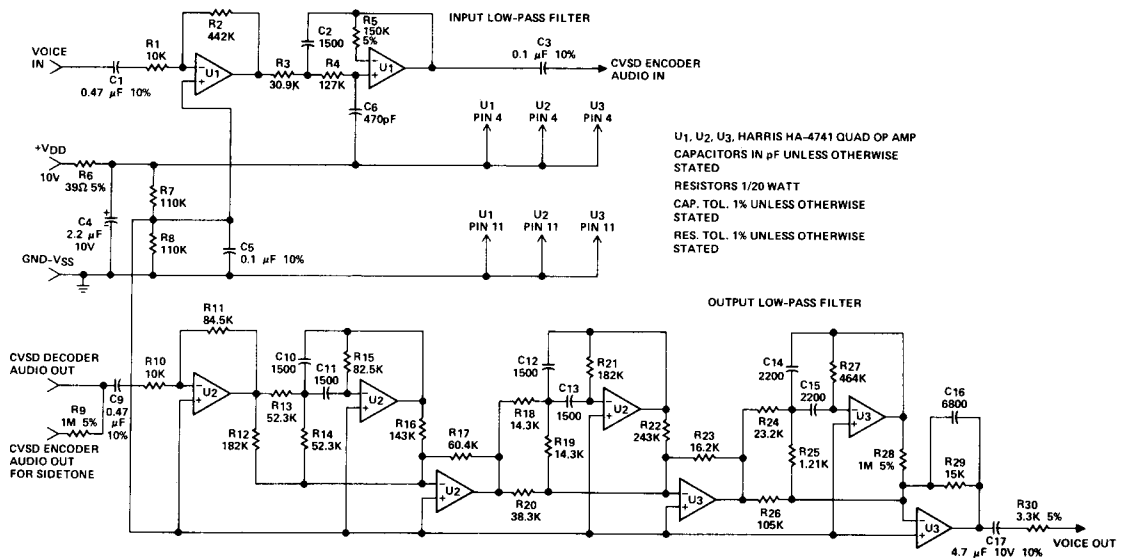 INPUT LOW-PASS FILTER
R2
442K
VOICE
IN
C1
0.47 µF 10%
R1
10K
U1
R3
30.9K
C2
1500
R4
127K
R5
150K
5%
U1
C6
470pF
C3
0.1 µF 10%
CVSD ENCODER
AUDIO IN
+VDD
10V
R6
39Ω 5%
C4
2.2 µF
10V
R7
110K
R8
110K
C5
0.1 µF 10%
GND-VSS
U1
PIN 4
U2
PIN 4
U3
PIN 4
U1
PIN 11
U2
PIN 11
U3
PIN 11
U1, U2, U3, HARRIS HA-4741 QUAD OP AMP
CAPACITORS IN pF UNLESS OTHERWISE
STATED
RESISTORS 1/20 WATT
CAP. TOL. 1% UNLESS OTHERWISE
STATED
RES. TOL. 1% UNLESS OTHERWISE
STATED
OUTPUT LOW-PASS FILTER
CVSD DECODER
AUDIO OUT
R9
1M 5%
CVSD ENCODER
AUDIO OUT
FOR SIDETONE
C9
0.47
µF
10%
R10
10K
R11
84.5K
U2
R12
182K
R13
52.3K
R14
52.3K
C10
1500
C11
1500
R15
82.5K
U2
R16
143K
R17
60.4K
U2
R18
14.3K
R19
14.3K
R20
38.3K
C12
1500
C13
1500
R21
182K
U2
R22
243K
R23
16.2K
U3
R24
23.2K
R25
1.21K
R26
105K
C14
2200
C15
2200
R27
464K
U3
R28
1M 5%
C16
6800
R29
15K
U3
C17
4.7 µF 10V 10%
R30
3.3K 5%
VOICE OUT